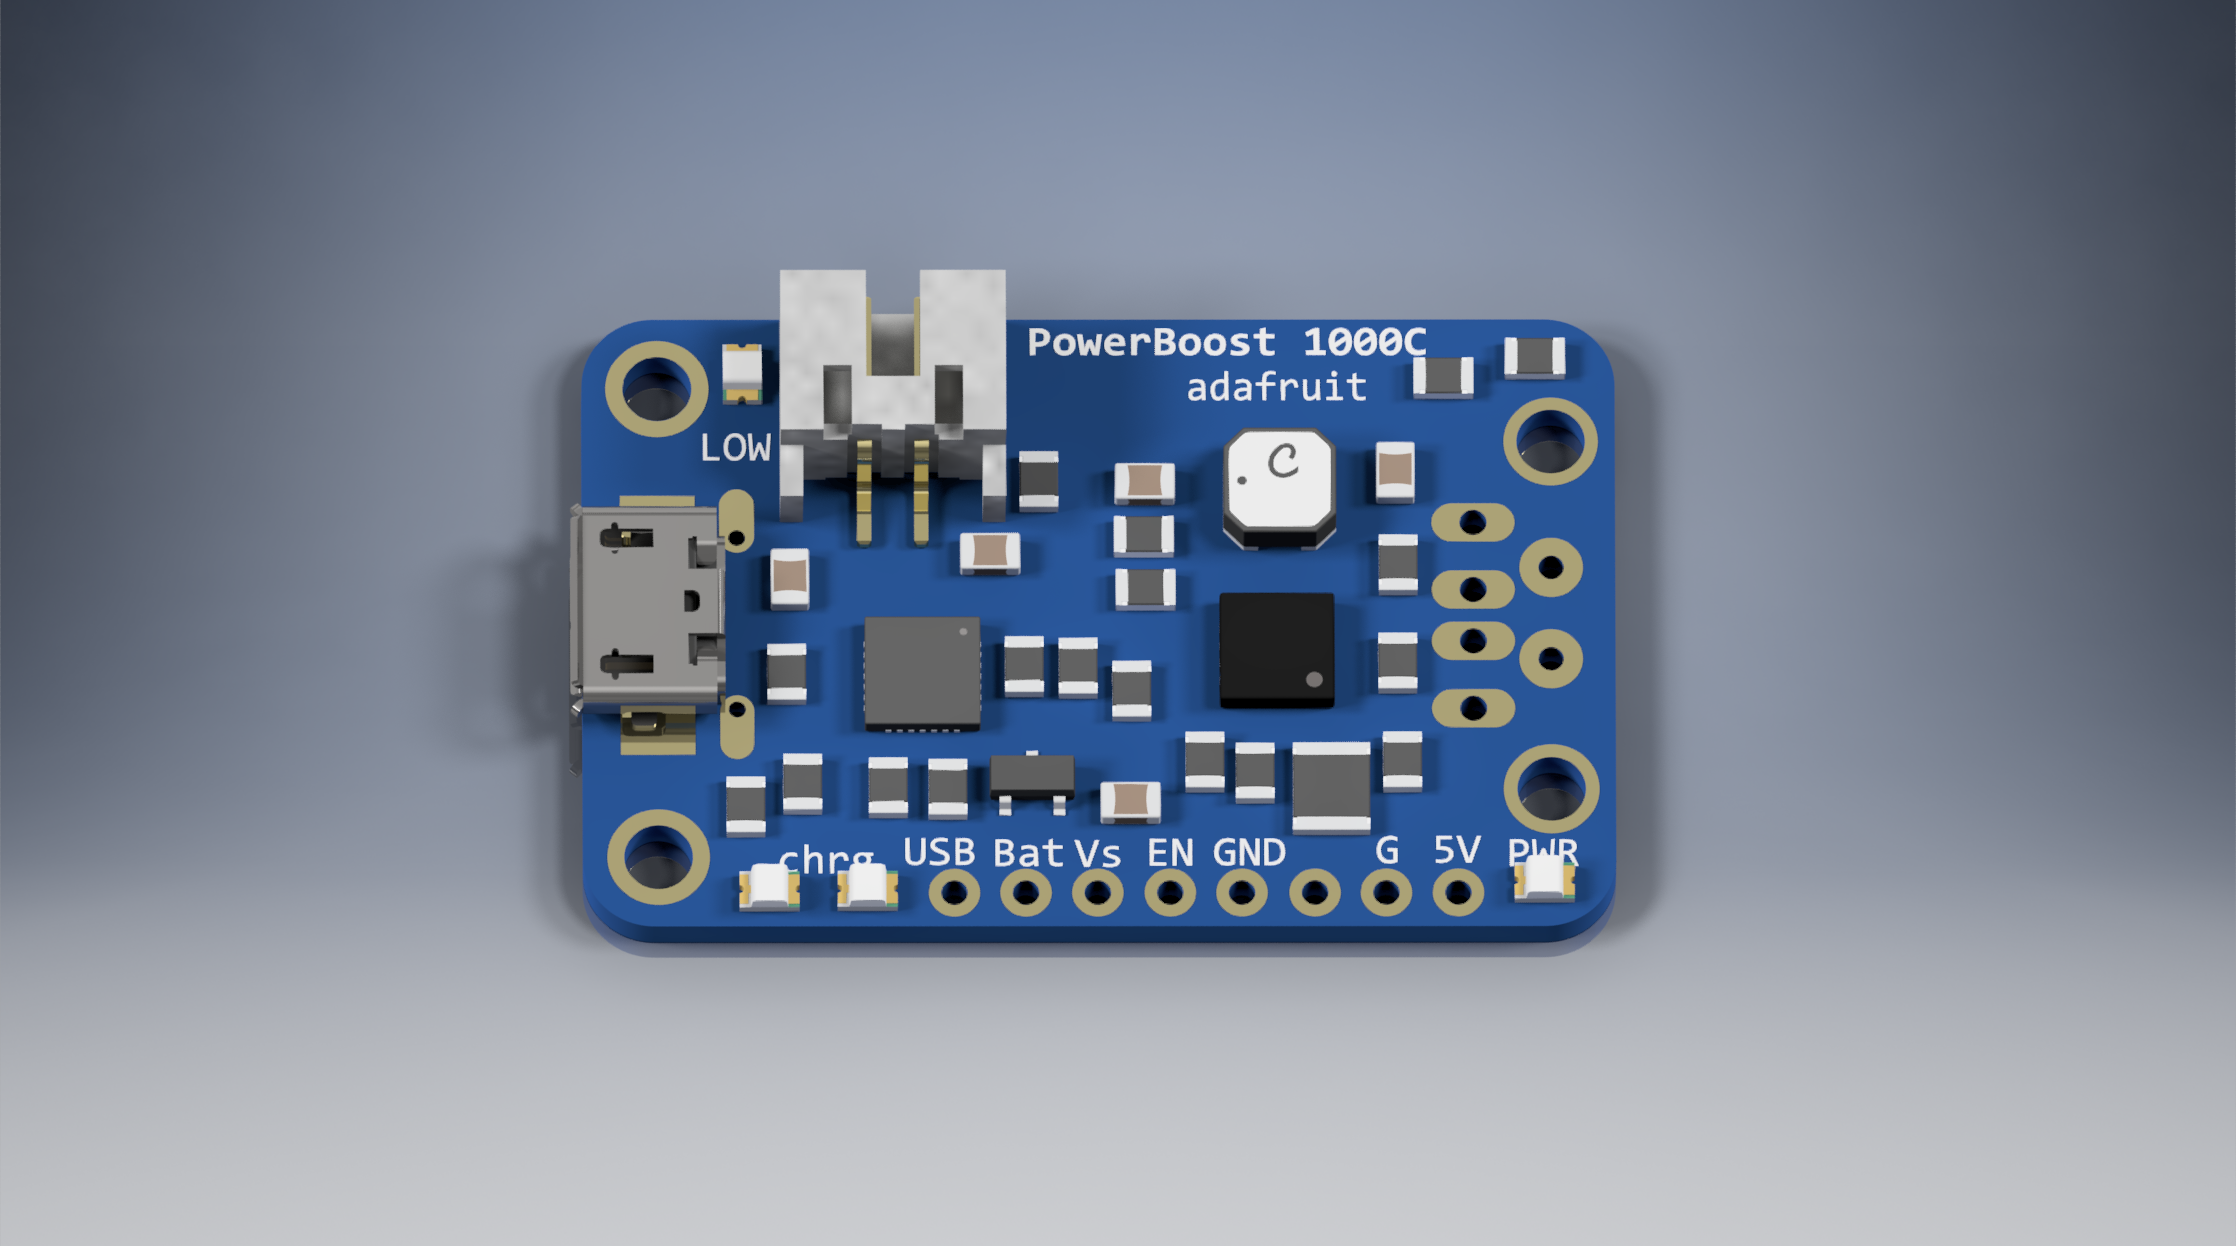 PowerBoost 1000C
adafruit
LOW
chrg USB Bat Vs EN GND G 5V PWR
C